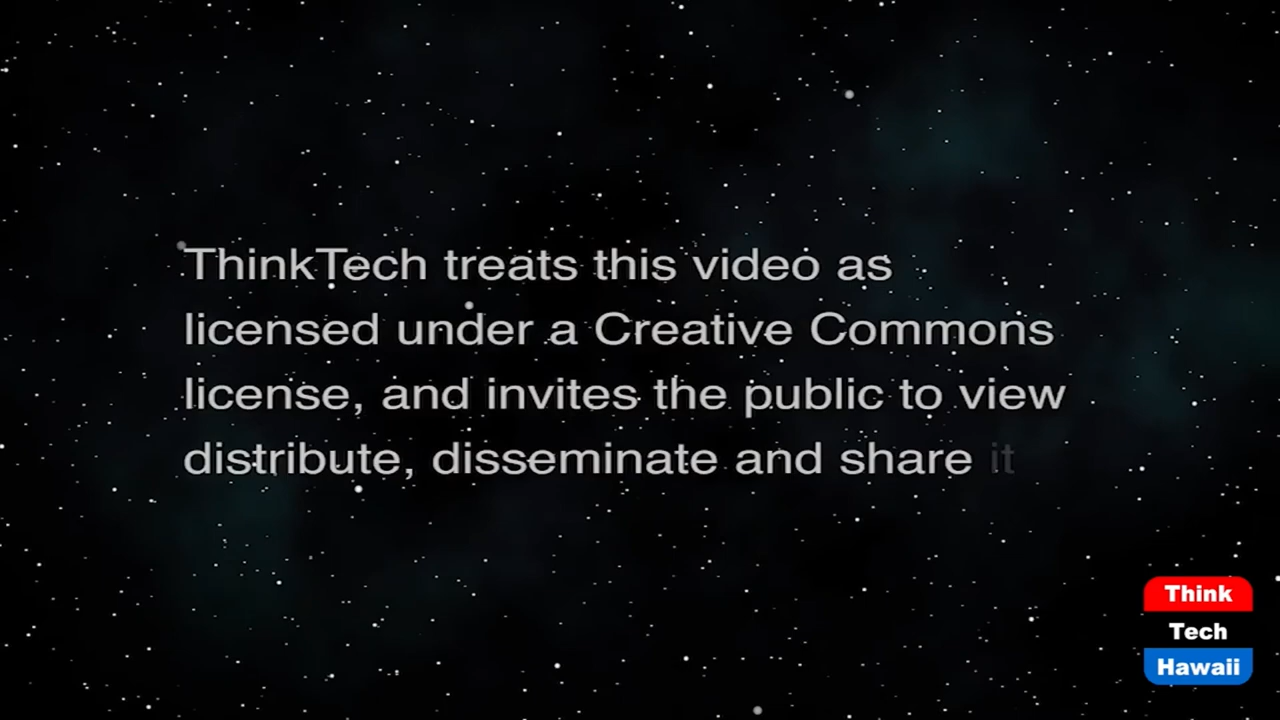 ThinkTech treats this video as
licensed under a Creative Commons
license, and invites the public to view
distribute, disseminate and share it
Think
Tech
Hawaii